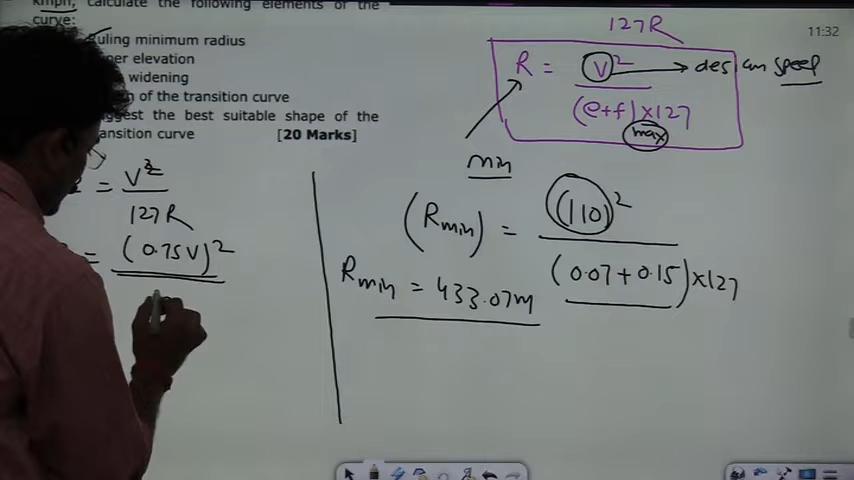 kmph, calculate the following elements of the
curve:
uling minimum radius
er elevation
widening
of the transition curve
ggest the best suitable shape of the
ansition curve [20 Marks]
11:32
127R
R = V² / (e+f)×127
max
→ design speed
min
= V² / 127R
= (0.75V)²
(Rmin) = (110)² / (0.07+0.15)×127
Rmin = 433.07m